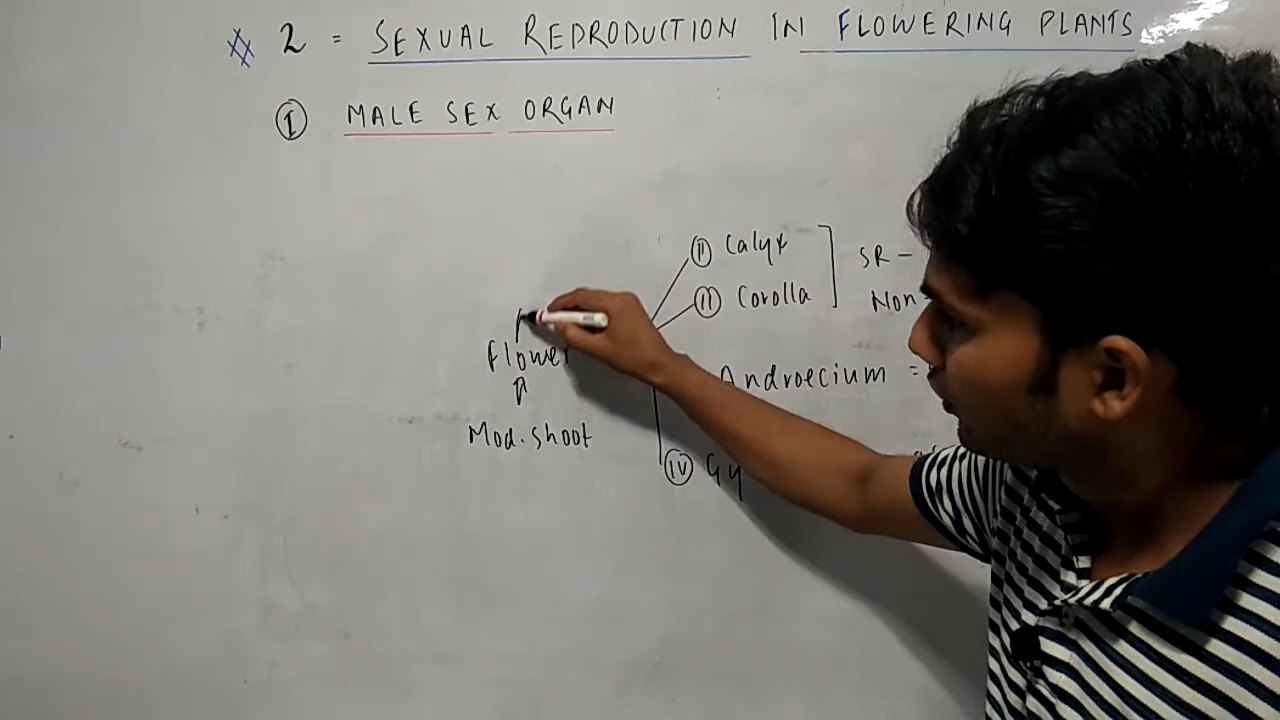 # 2 = SEXUAL REPRODUCTION IN FLOWERING PLANTS
I MALE SEX ORGAN
II Calyx
SR -
II Corolla
Non
Flower
Androecium =
Mod. shoot
IV Gy